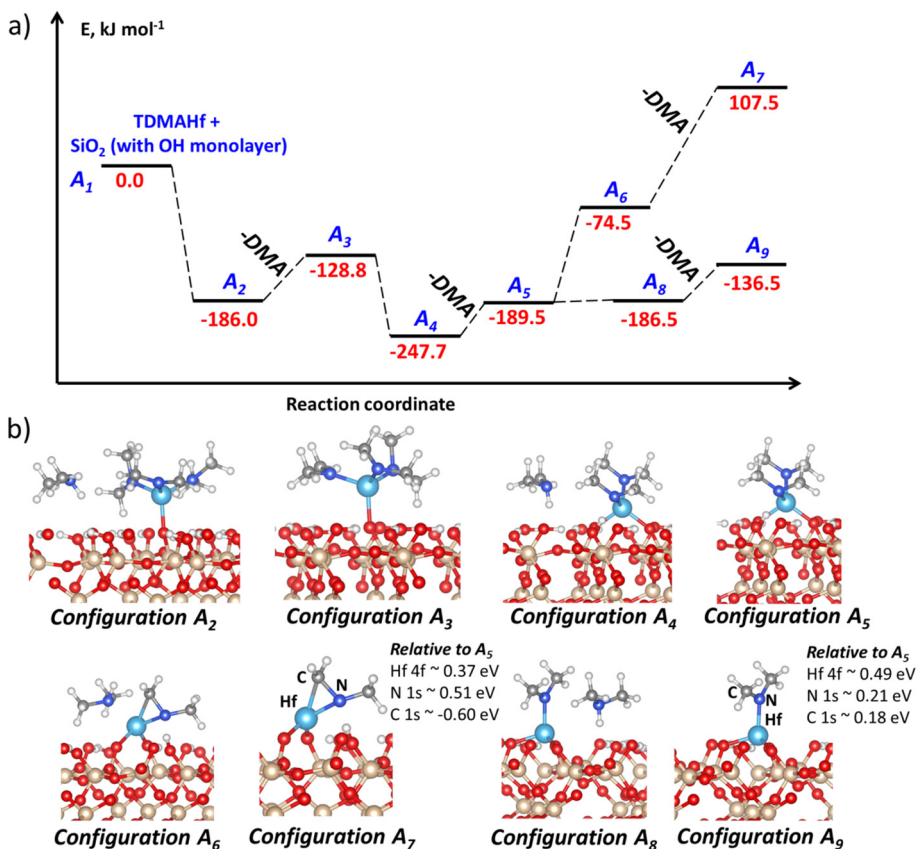 a)
E, kJ mol⁻¹
TDMAHf +
SiO₂ (with OH monolayer)
A₁
0.0
A₂
-186.0
-DMA
A₃
-128.8
A₄
-247.7
-DMA
A₅
-189.5
A₆
-74.5
-DMA
A₇
107.5
A₈
-186.5
-DMA
A₉
-136.5
Reaction coordinate
b)
Configuration A₂
Configuration A₃
Configuration A₄
Configuration A₅
Configuration A₆
C
N
Hf
Relative to A₅
Hf 4f ~ 0.37 eV
N 1s ~ 0.51 eV
C 1s ~ -0.60 eV
Configuration A₇
Configuration A₈
C
N
Hf
Relative to A₅
Hf 4f ~ 0.49 eV
N 1s ~ 0.21 eV
C 1s ~ 0.18 eV
Configuration A₉